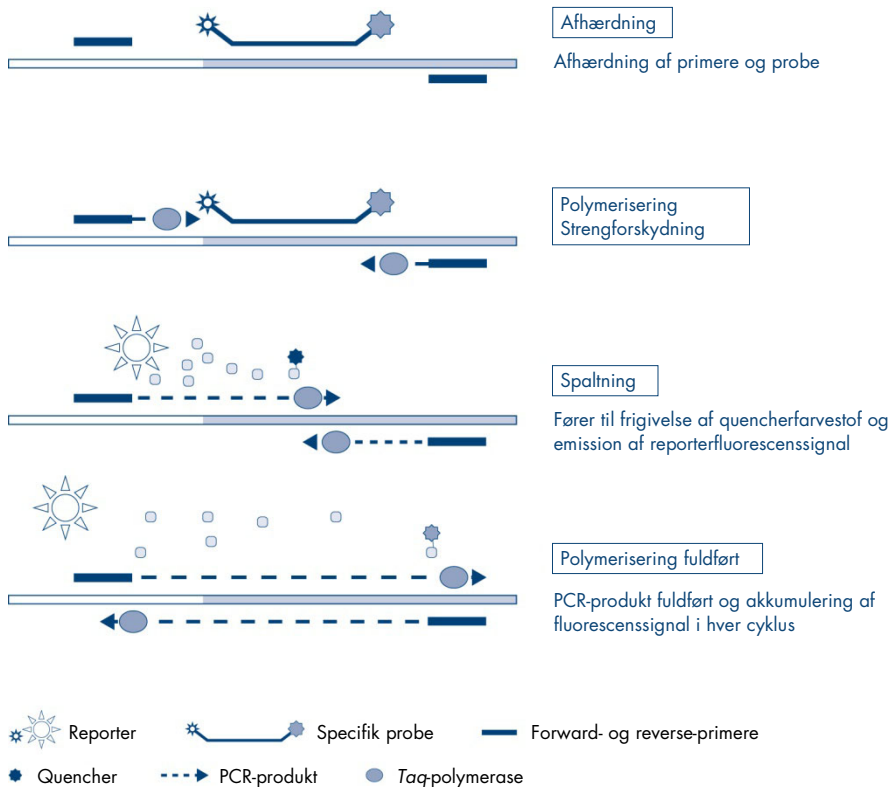 Afhærdning
Afhærdning af primere og probe
Polymerisering
Strengforskydning
Spaltning
Fører til frigivelse af quencherfarvestof og
emission af reporterfluorescenssignal
Polymerisering fuldført
PCR-produkt fuldført og akkumulering af
fluorescenssignal i hver cyklus
Reporter
Specifik probe
Forward- og reverse-primere
Quencher
PCR-produkt
Taq-polymerase